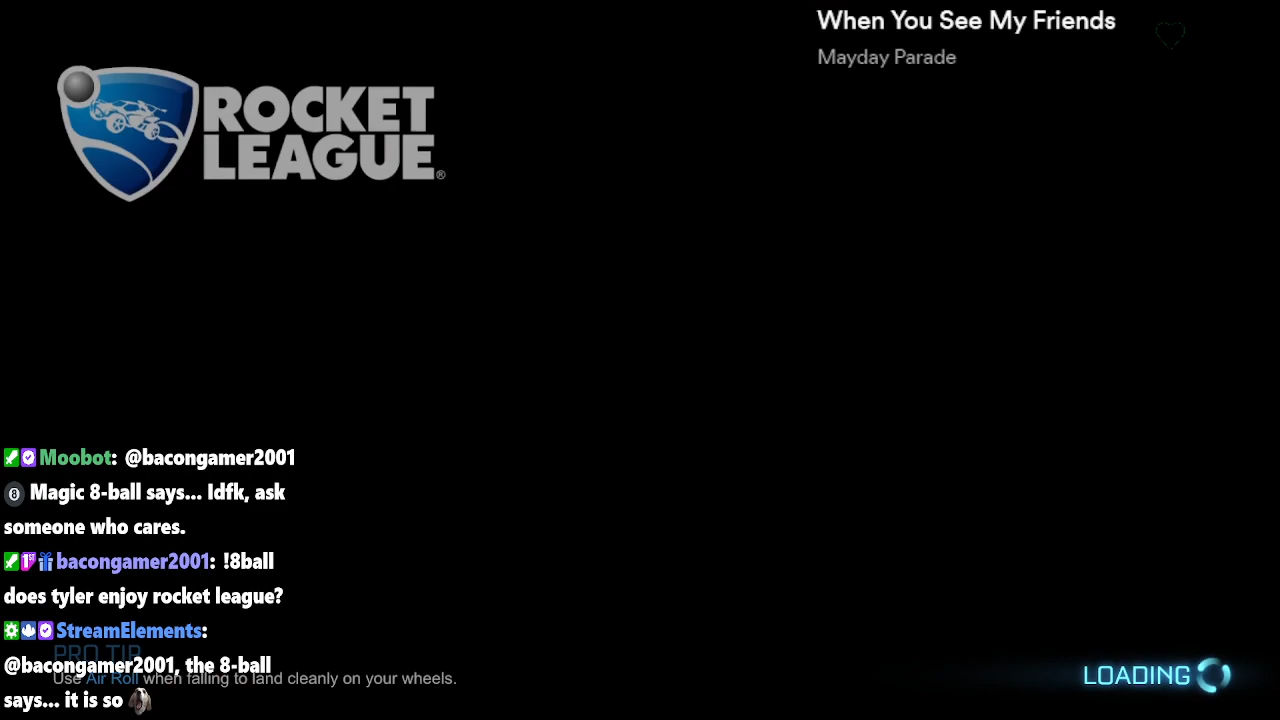 When You See My Friends
Mayday Parade
ROCKET
LEAGUE®
Moobot: @bacongamer2001
8 Magic 8-ball says... Idfk, ask
someone who cares.
1ST bacongamer2001: !8ball
does tyler enjoy rocket league?
StreamElements:
PRO TIP
@bacongamer2001, the 8-ball
Use Air Roll when falling to land cleanly on your wheels.
says... it is so
LOADING